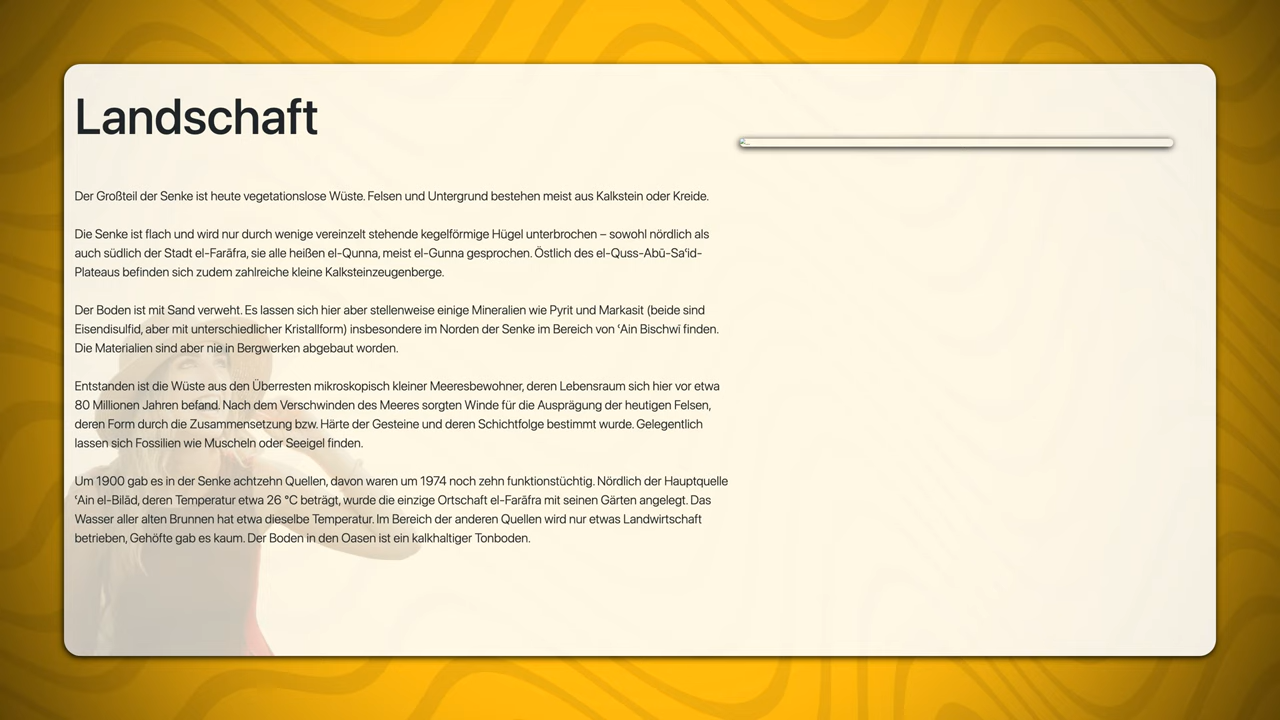 Landschaft
Der Großteil der Senke ist heute vegetationslose Wüste. Felsen und Untergrund bestehen meist aus Kalkstein oder Kreide.
Die Senke ist flach und wird nur durch wenige vereinzelt stehende kegelförmige Hügel unterbrochen – sowohl nördlich als
auch südlich der Stadt el-Farāfra, sie alle heißen el-Qunna, meist el-Gunna gesprochen. Östlich des el-Quss-Abū-Saʿīd-
Plateaus befinden sich zudem zahlreiche kleine Kalksteinzeugenberge.
Der Boden ist mit Sand verweht. Es lassen sich hier aber stellenweise einige Mineralien wie Pyrit und Markasit (beide sind
Eisendisulfid, aber mit unterschiedlicher Kristallform) insbesondere im Norden der Senke im Bereich von ʿAin Bischwī finden.
Die Materialien sind aber nie in Bergwerken abgebaut worden.
Entstanden ist die Wüste aus den Überresten mikroskopisch kleiner Meeresbewohner, deren Lebensraum sich hier vor etwa
80 Millionen Jahren befand. Nach dem Verschwinden des Meeres sorgten Winde für die Ausprägung der heutigen Felsen,
deren Form durch die Zusammensetzung bzw. Härte der Gesteine und deren Schichtfolge bestimmt wurde. Gelegentlich
lassen sich Fossilien wie Muscheln oder Seeigel finden.
Um 1900 gab es in der Senke achtzehn Quellen, davon waren um 1974 noch zehn funktionstüchtig. Nördlich der Hauptquelle
ʿAin el-Bilād, deren Temperatur etwa 26 °C beträgt, wurde die einzige Ortschaft el-Farāfra mit seinen Gärten angelegt. Das
Wasser aller alten Brunnen hat etwa dieselbe Temperatur. Im Bereich der anderen Quellen wird nur etwas Landwirtschaft
betrieben, Gehöfte gab es kaum. Der Boden in den Oasen ist ein kalkhaltiger Tonboden.